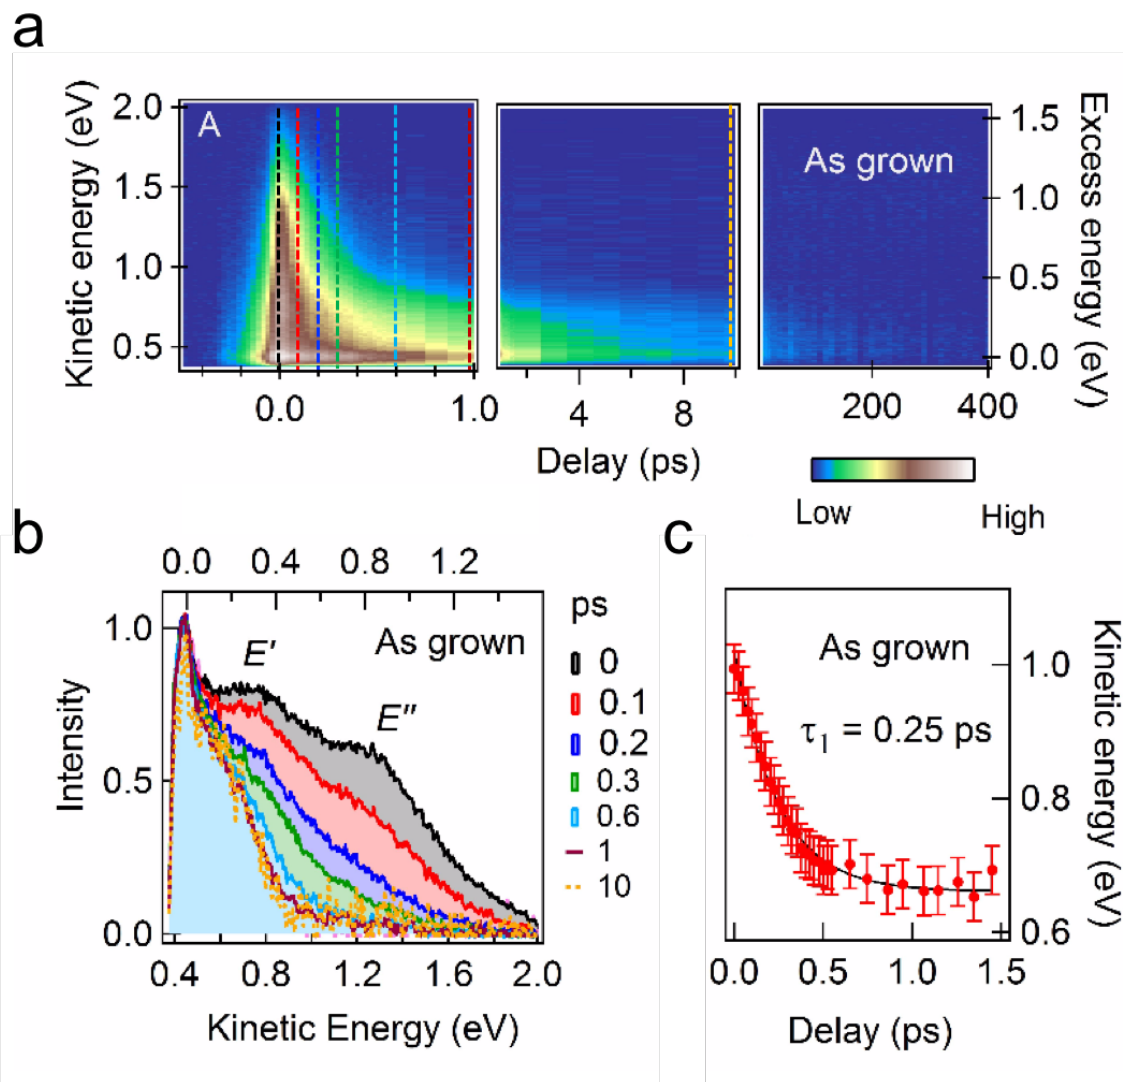 a
A
As grown
2.0
1.5
1.0
0.5
Kinetic energy (eV)
1.5
1.0
0.5
0.0
Excess energy (eV)
0.0 1.0
4 8
200 400
Delay (ps)
Low High
b
0.0 0.4 0.8 1.2
As grown
E'
E"
1.0
0.5
0.0
Intensity
0.4 0.8 1.2 1.6 2.0
Kinetic Energy (eV)
ps
0
0.1
0.2
0.3
0.6
1
10
c
As grown
τ1 = 0.25 ps
1.0
0.8
0.6
Kinetic energy (eV)
0.0 0.5 1.0 1.5
Delay (ps)